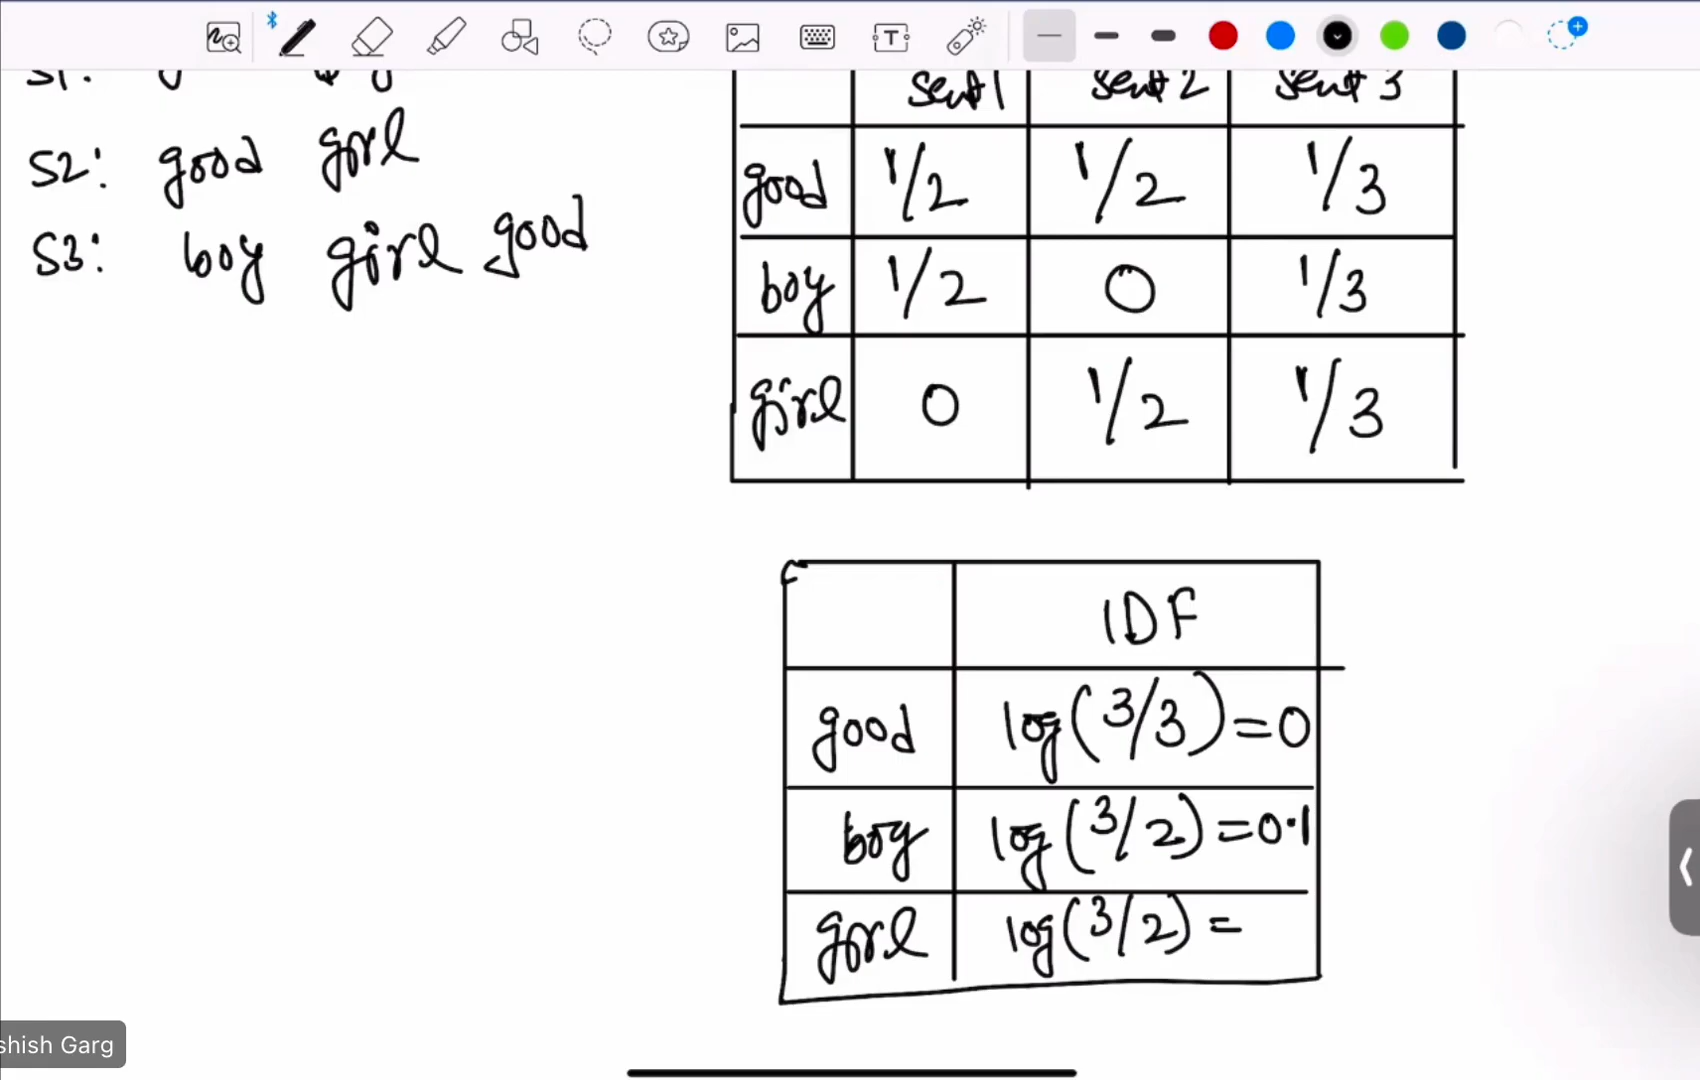 S1:
S2: good girl
S3: boy girl good
sent 1 sent 2 sent 3
good 1/2 1/2 1/3
boy 1/2 0 1/3
girl 0 1/2 1/3
IDF
good log(3/3)=0
boy log(3/2)=0.1
girl log(3/2)=
shish Garg